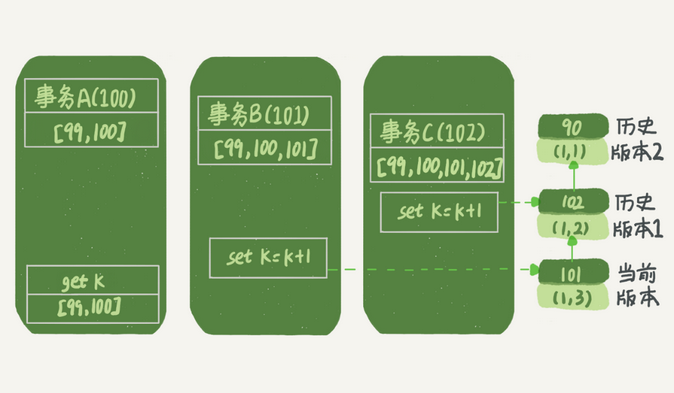 事务A(100)
[99,100]
get k
[99,100]
事务B(101)
[99,100,101]
set k=k+1
事务C(102)
[99,100,101,102]
set k=k+1
90 历史
(1,1) 版本2
102 历史
(1,2) 版本1
101 当前
(1,3) 版本